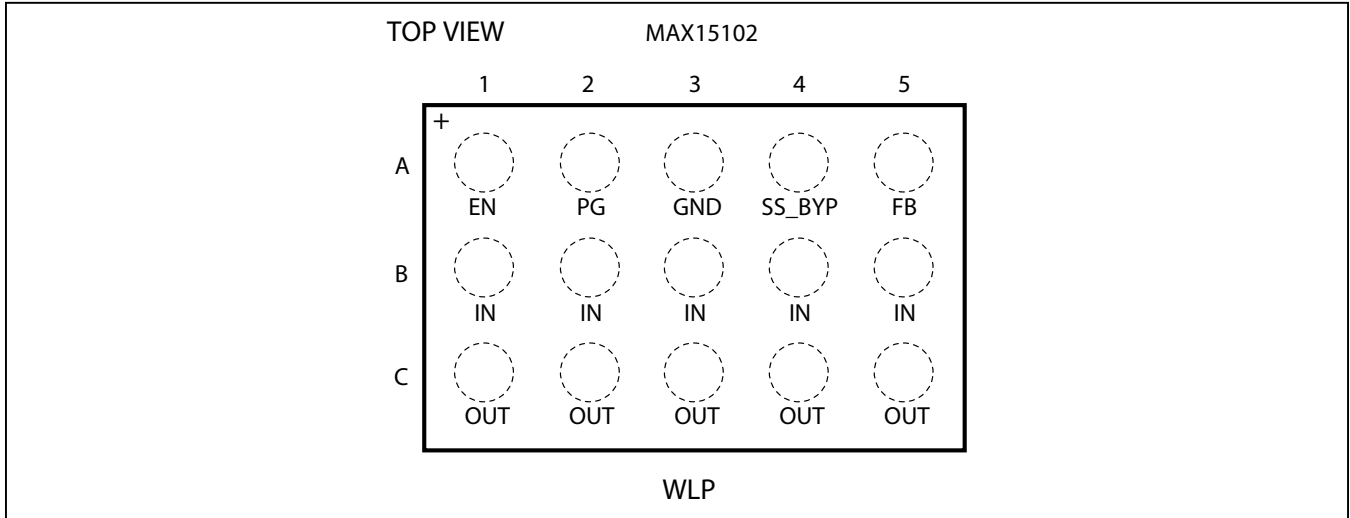 TOP VIEW MAX15102
1 2 3 4 5
+
A
EN PG GND SS_BYP FB
B
IN IN IN IN IN
C
OUT OUT OUT OUT OUT
WLP